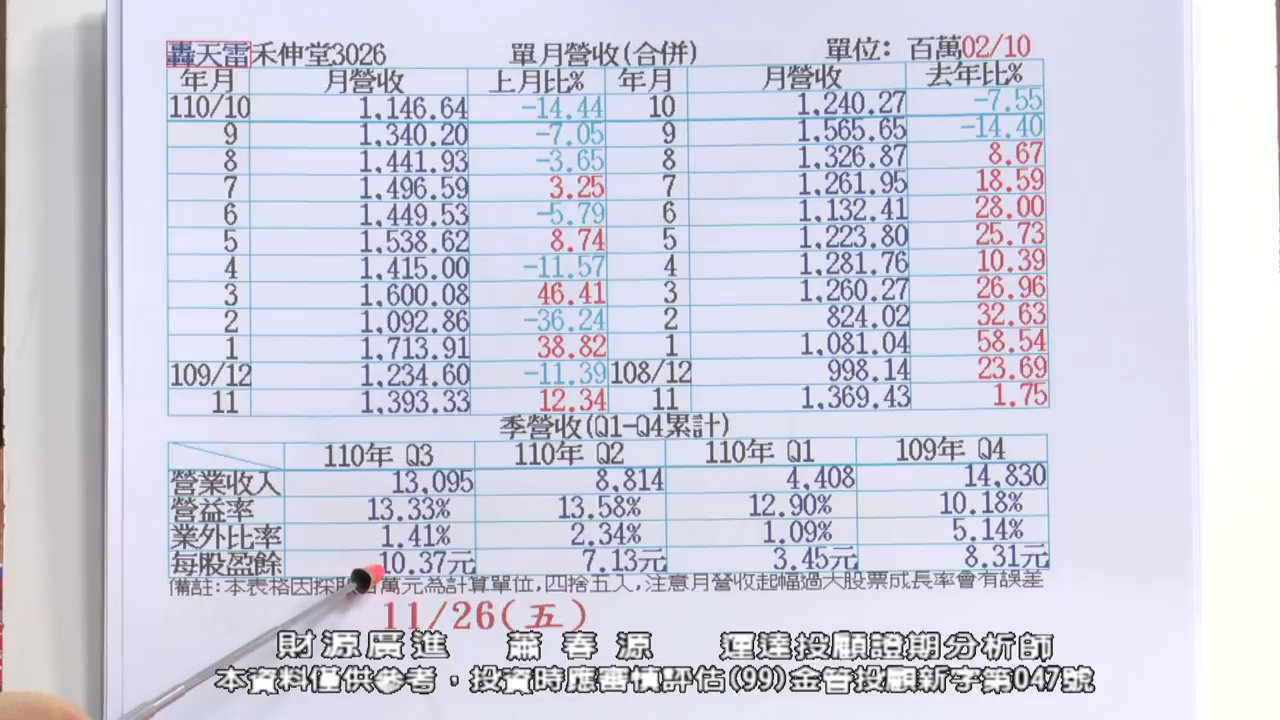 轟天雷禾伸堂3026 單月營收(合併) 單位: 百萬02/10
年月 月營收 上月比% 年月 月營收 去年比%
110/10 1,146.64 -14.44 10 1,240.27 -7.55
9 1,340.20 -7.05 9 1,565.65 -14.40
8 1,441.93 -3.65 8 1,326.87 8.67
7 1,496.59 3.25 7 1,261.95 18.59
6 1,449.53 -5.79 6 1,132.41 28.00
5 1,538.62 8.74 5 1,223.80 25.73
4 1,415.00 -11.57 4 1,281.76 10.39
3 1,600.08 46.41 3 1,260.27 26.96
2 1,092.86 -36.24 2 824.02 32.63
1 1,713.91 38.82 1 1,081.04 58.54
109/12 1,234.60 -11.39 108/12 998.14 23.69
11 1,393.33 12.34 11 1,369.43 1.75
季營收(Q1-Q4累計)
110年 Q3 110年 Q2 110年 Q1 109年 Q4
營業收入 13,095 8,814 4,408 14,830
營益率 13.33% 13.58% 12.90% 10.18%
業外比率 1.41% 2.34% 1.09% 5.14%
每股盈餘 10.37元 7.13元 3.45元 8.31元
備註:本表格因採 萬元為計算單位,四捨五入,注意月營收起幅過大股票成長率會有誤差
11/26(五)
財源廣進 蕭春源 運達投顧證期分析師
本資料僅供參考,投資時應審慎評估(99)金管投顧新字第047號